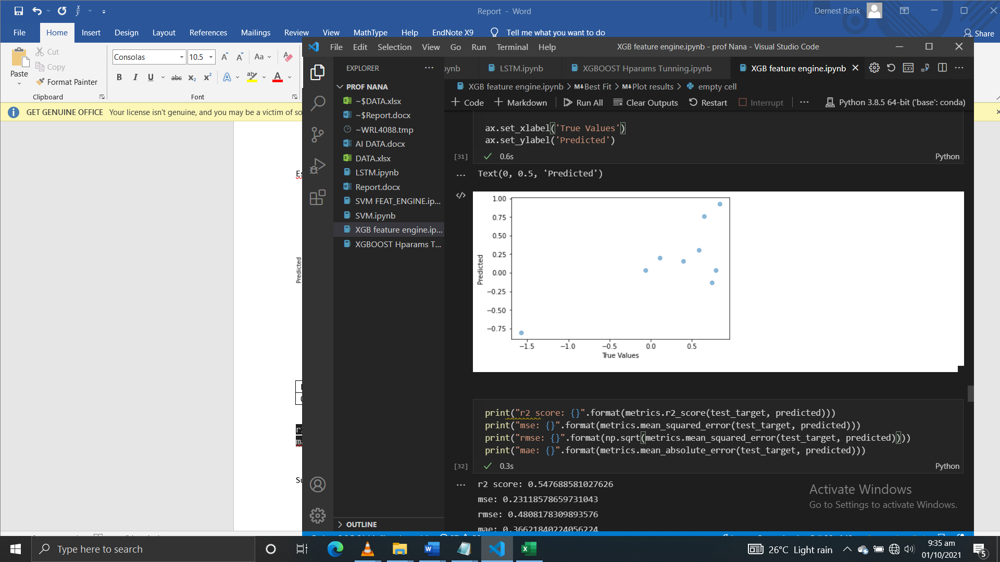 Report - Word
Dernest Bank
File Home Insert Design Layout References Mailings Review View MathType Help EndNote X9 Tell me what you want to do Share
Paste
Cut
Copy
Format Painter
Clipboard
Consolas 10.5
Aa
B I U abc x₂ x² A ab A
Font
GET GENUINE OFFICE Your license isn't genuine, and you may be a victim of so
Es
Predicted
Su
File Edit Selection View Go Run Terminal Help
XGB feature engine.ipynb - prof Nana - Visual Studio Code
EXPLORER
PROF NANA
~$DATA.xlsx
~$Report.docx
~WRL4088.tmp
AI DATA.docx
DATA.xlsx
LSTM.ipynb
Report.docx
SVM FEAT_ENGINE.ip...
SVM.ipynb
XGB feature engine.ip...
XGBOOST Hparams T...
OUTLINE
ynb LSTM.ipynb XGBOOST Hparams Tunning.ipynb XGB feature engine.ipynb
XGB feature engine.ipynb > M↓Best Fit > M↓Plot results > empty cell
+ Code + Markdown Run All Clear Outputs Restart Interrupt ... Python 3.8.5 64-bit ('base': conda)
ax.set_xlabel('True Values')
ax.set_ylabel('Predicted')
[31] 0.6s Python
Text(0, 0.5, 'Predicted')
1.00
0.75
0.50
0.25
0.00
−0.25
−0.50
−0.75
Predicted
−1.5 −1.0 −0.5 0.0 0.5
True Values
print("r2 score: {}".format(metrics.r2_score(test_target, predicted)))
print("mse: {}".format(metrics.mean_squared_error(test_target, predicted)))
print("rmse: {}".format(np.sqrt(metrics.mean_squared_error(test_target, predicted))))
print("mae: {}".format(metrics.mean_absolute_error(test_target, predicted)))
[32] 0.3s Python
r2 score: 0.547688581027626
mse: 0.23118578659731043
rmse: 0.4808178309893576
mae: 0.36621840224056224
Activate Windows
Go to Settings to activate Windows.
Type here to search
26°C Light rain
9:35 am
01/10/2021
5